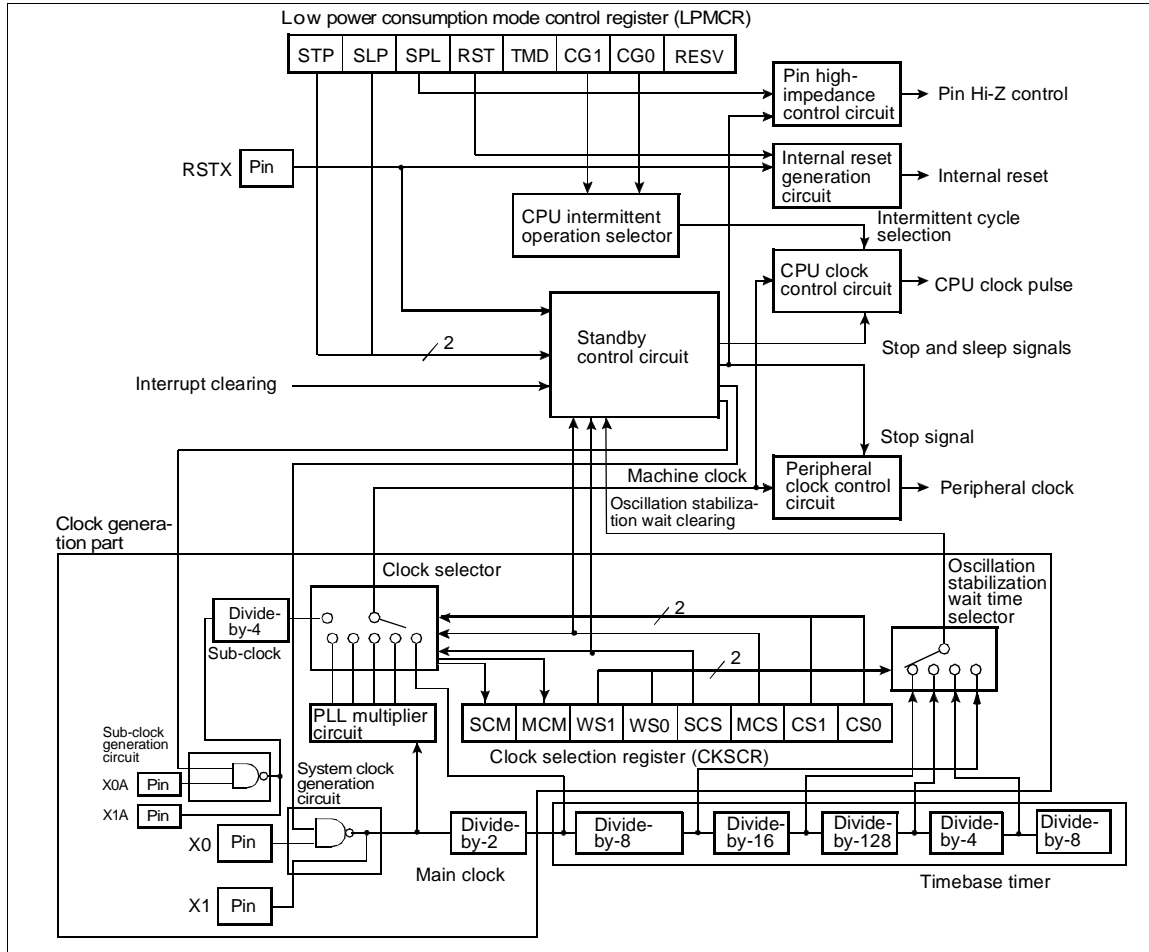 Low power consumption mode control register (LPMCR)
STP SLP SPL RST TMD CG1 CG0 RESV
Pin high-
impedance
control circuit
Pin Hi-Z control
RSTX
Pin
Internal reset
generation
circuit
Internal reset
CPU intermittent
operation selector
Intermittent cycle
selection
CPU clock
control circuit
CPU clock pulse
Standby
control circuit
2
Stop and sleep signals
Interrupt clearing
Stop signal
Machine clock
Peripheral
clock control
circuit
Peripheral clock
Oscillation stabiliza-
tion wait clearing
Clock genera-
tion part
Clock selector
Oscillation
stabilization
wait time
selector
Divide-
by-4
Sub-clock
2
2
PLL multiplier
circuit
SCM MCM WS1 WS0 SCS MCS CS1 CS0
Clock selection register (CKSCR)
Sub-clock
generation
circuit
X0A
Pin
X1A
Pin
System clock
generation
circuit
X0
Pin
X1
Pin
Divide-
by-2
Main clock
Divide-
by-8
Divide-
by-16
Divide-
by-128
Divide-
by-4
Divide-
by-8
Timebase timer